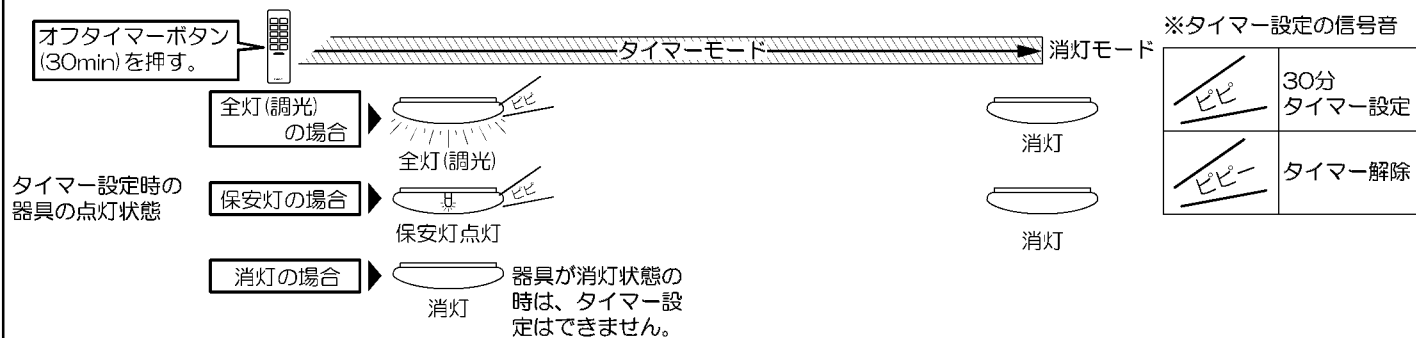 オフタイマーボタン
(30min)を押す。
タイマーモード
消灯モード
※タイマー設定の信号音
ピピ
30分
タイマー設定
ピピー
タイマー解除
タイマー設定時の
器具の点灯状態
全灯(調光)
の場合
ピピ
全灯(調光)
消灯
保安灯の場合
ピピ
保安灯点灯
消灯
消灯の場合
消灯
器具が消灯状態の
時は、タイマー設
定はできません。